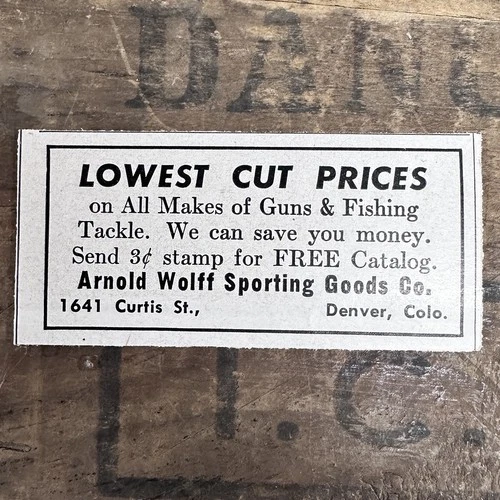 DANG
LOWEST CUT PRICES
on All Makes of Guns & Fishing
Tackle. We can save you money.
Send 3¢ stamp for FREE Catalog.
Arnold Wolff Sporting Goods Co.
1641 Curtis St., Denver, Colo.
I.C.